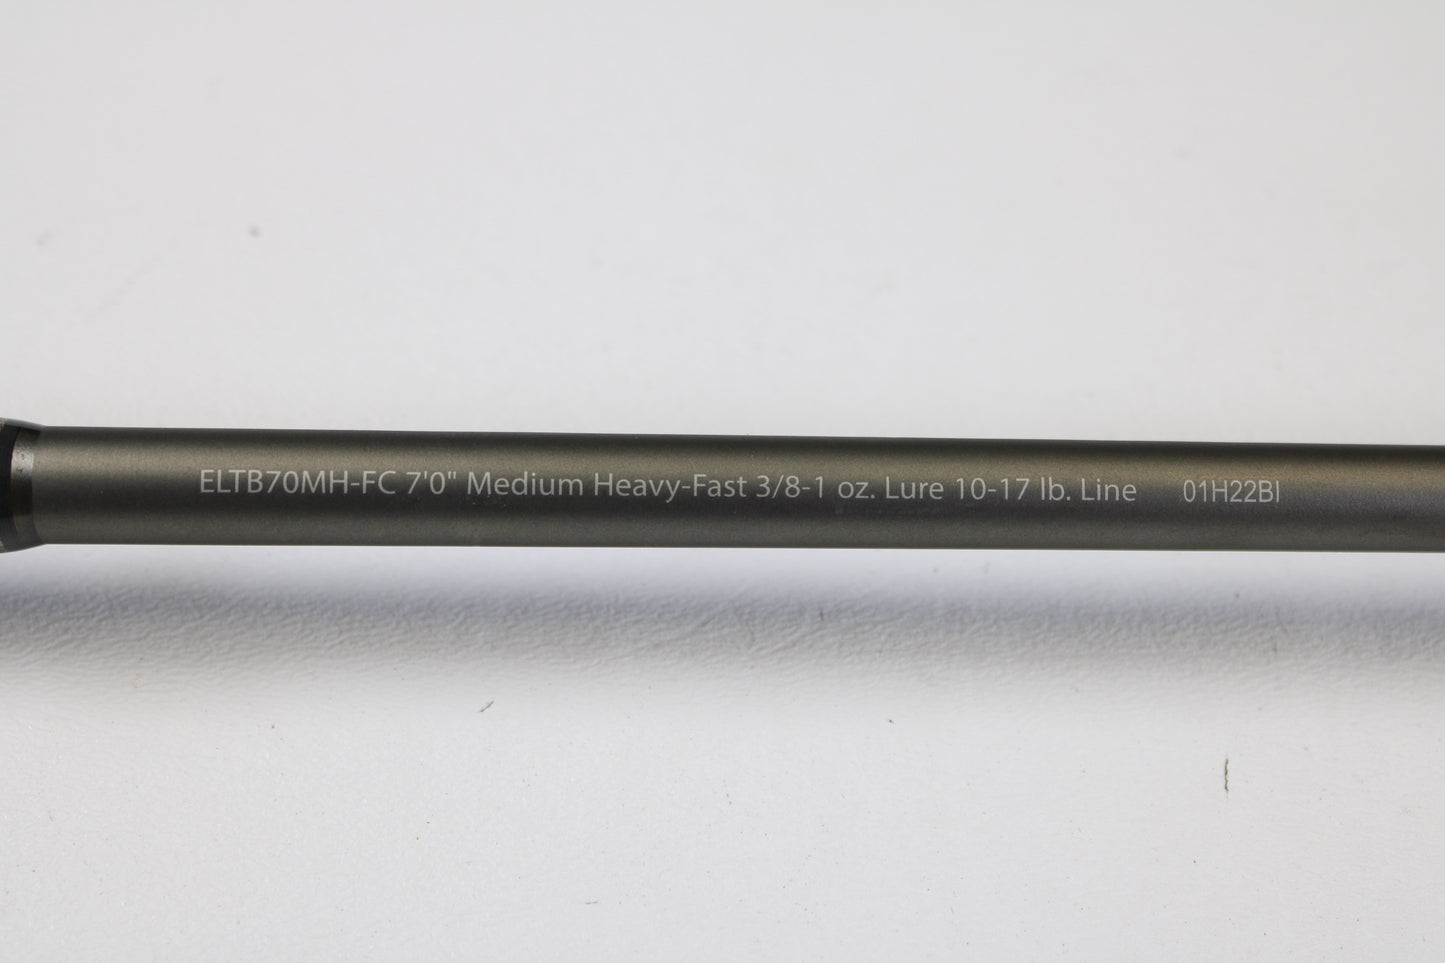 ELTB70MH-FC 7'0" Medium Heavy-Fast 3/8-1 oz. Lure 10-17 lb. Line 01H22BI